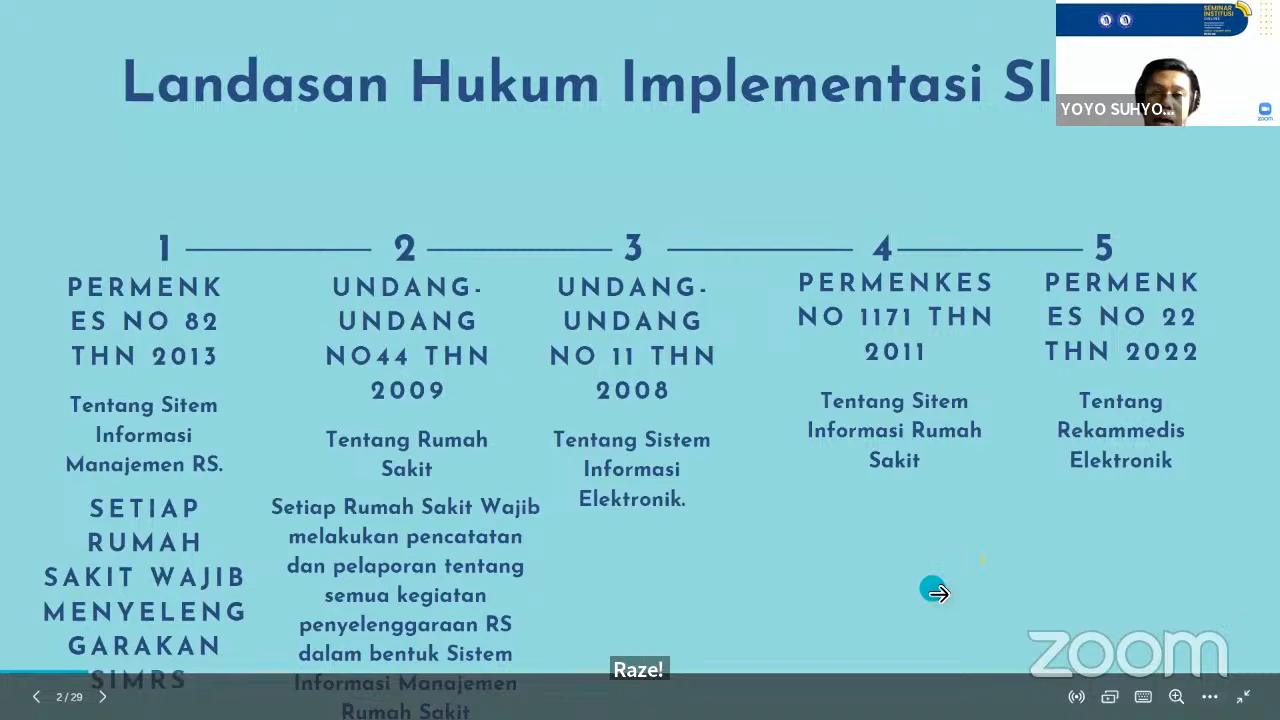 Landasan Hukum Implementasi SI
SEMINAR
INSTITUSI
ONLINE
YOYO SUHYO...
zoom
1
PERMENK
ES NO 82
THN 2013
Tentang Sitem
Informasi
Manajemen RS.
SETIAP
RUMAH
SAKIT WAJIB
MENYELENG
GARAKAN
SIMRS
2
UNDANG-
UNDANG
NO44 THN
2009
Tentang Rumah
Sakit
Setiap Rumah Sakit Wajib
melakukan pencatatan
dan pelaporan tentang
semua kegiatan
penyelenggaraan RS
dalam bentuk Sistem
Informasi Manajemen
Rumah Sakit
3
UNDANG-
UNDANG
NO 11 THN
2008
Tentang Sistem
Informasi
Elektronik.
4
PERMENKES
NO 1171 THN
2011
Tentang Sitem
Informasi Rumah
Sakit
5
PERMENK
ES NO 22
THN 2022
Tentang
Rekammedis
Elektronik
zoom
Raze!
2 / 29